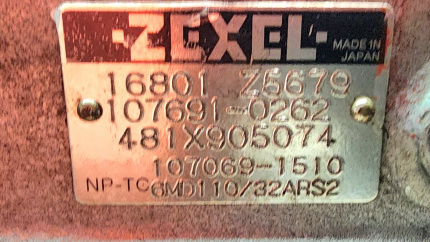 ·ZEXEL·
MADE IN
JAPAN
16801 Z5679
107691-0262
481X905074
107069-1510
NP-TC6MD110/32ARS2